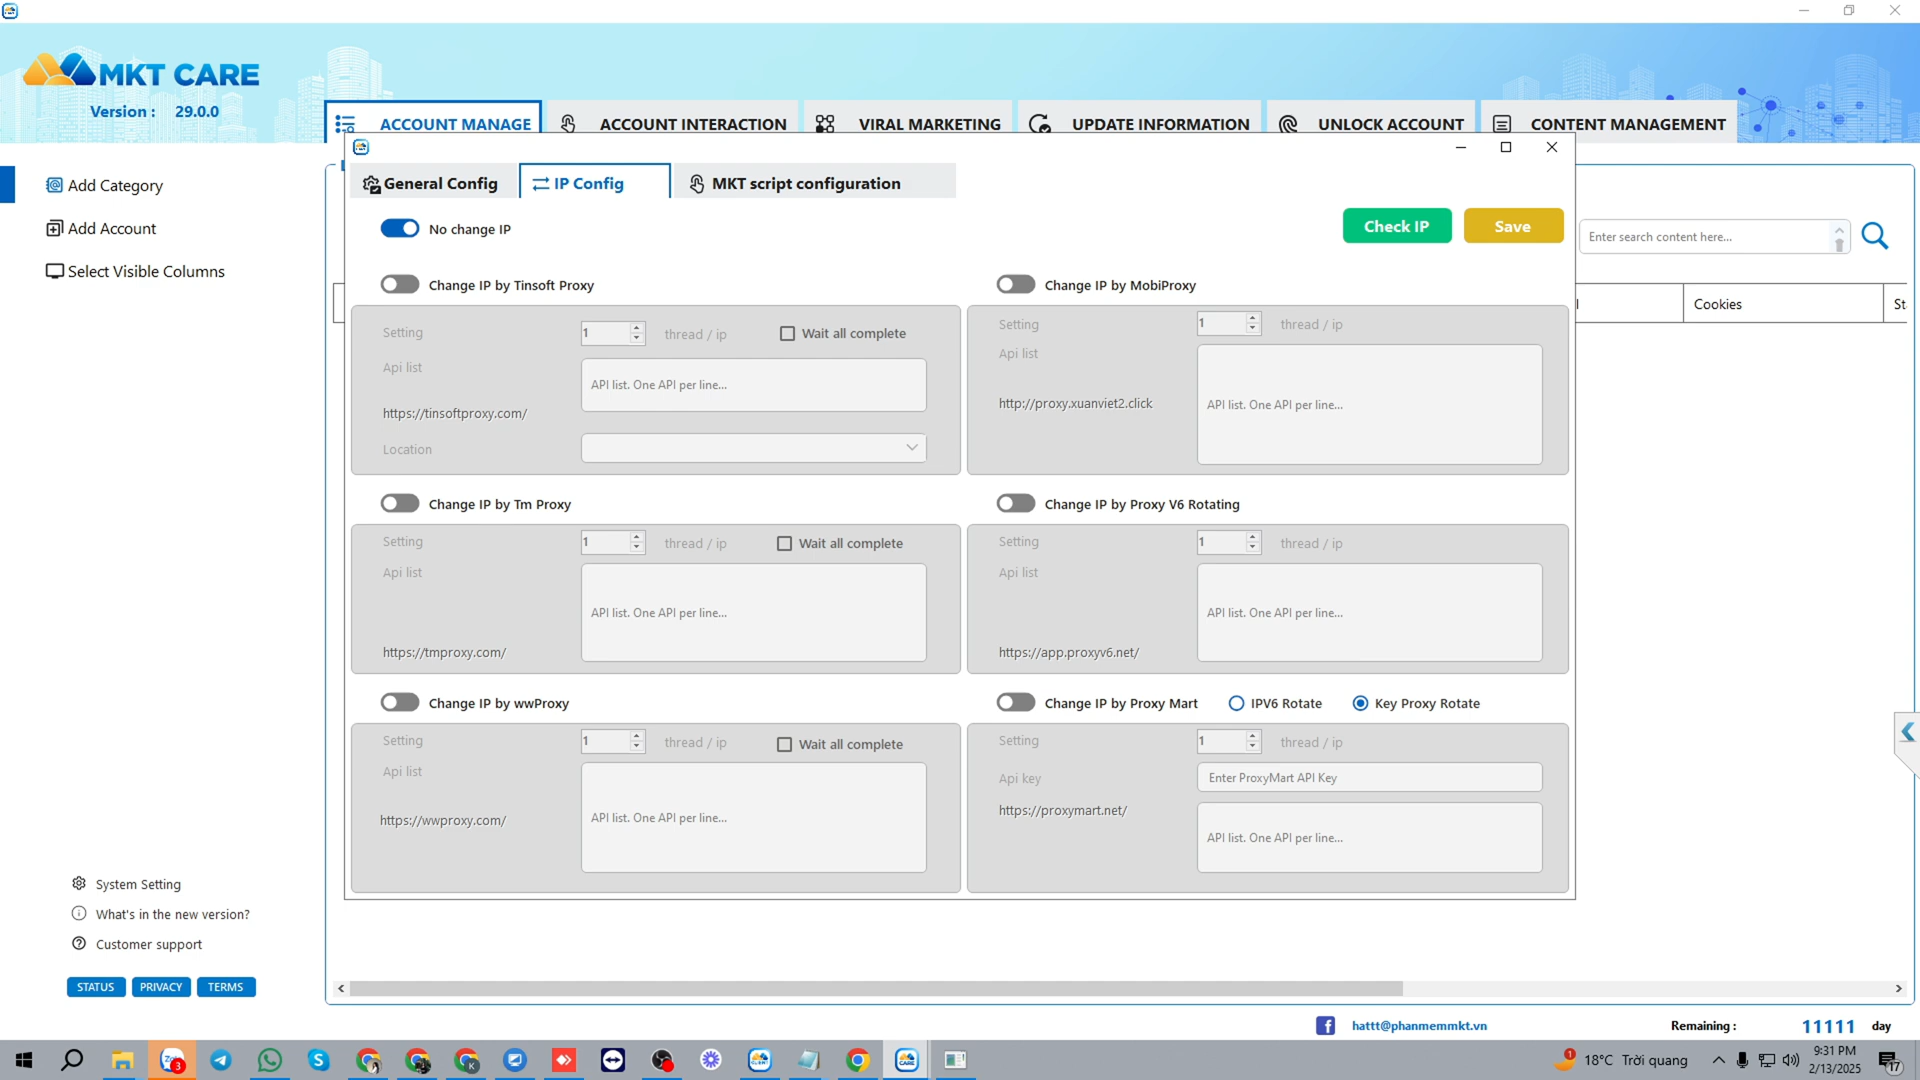 MKT CARE
Version : 29.0.0
ACCOUNT MANAGE
ACCOUNT INTERACTION
VIRAL MARKETING
UPDATE INFORMATION
UNLOCK ACCOUNT
CONTENT MANAGEMENT
Add Category
Add Account
Select Visible Columns
General Config
IP Config
MKT script configuration
No change IP
Check IP
Save
Enter search content here...
Cookies
St
Change IP by Tinsoft Proxy
Setting
1
thread / ip
Wait all complete
Api list
API list. One API per line...
https://tinsoftproxy.com/
Location
Change IP by MobiProxy
Setting
1
thread / ip
Api list
API list. One API per line...
http://proxy.xuanviet2.click
Change IP by Tm Proxy
Setting
1
thread / ip
Wait all complete
Api list
API list. One API per line...
https://tmproxy.com/
Change IP by Proxy V6 Rotating
Setting
1
thread / ip
Api list
API list. One API per line...
https://app.proxyv6.net/
Change IP by wwProxy
Setting
1
thread / ip
Wait all complete
Api list
API list. One API per line...
https://wwproxy.com/
Change IP by Proxy Mart
IPV6 Rotate
Key Proxy Rotate
Setting
1
thread / ip
Api key
Enter ProxyMart API Key
https://proxymart.net/
API list. One API per line...
System Setting
What's in the new version?
Customer support
STATUS
PRIVACY
TERMS
hattt@phanmemmkt.vn
Remaining :
11111 day
18°C Trời quang
9:31 PM
2/13/2025